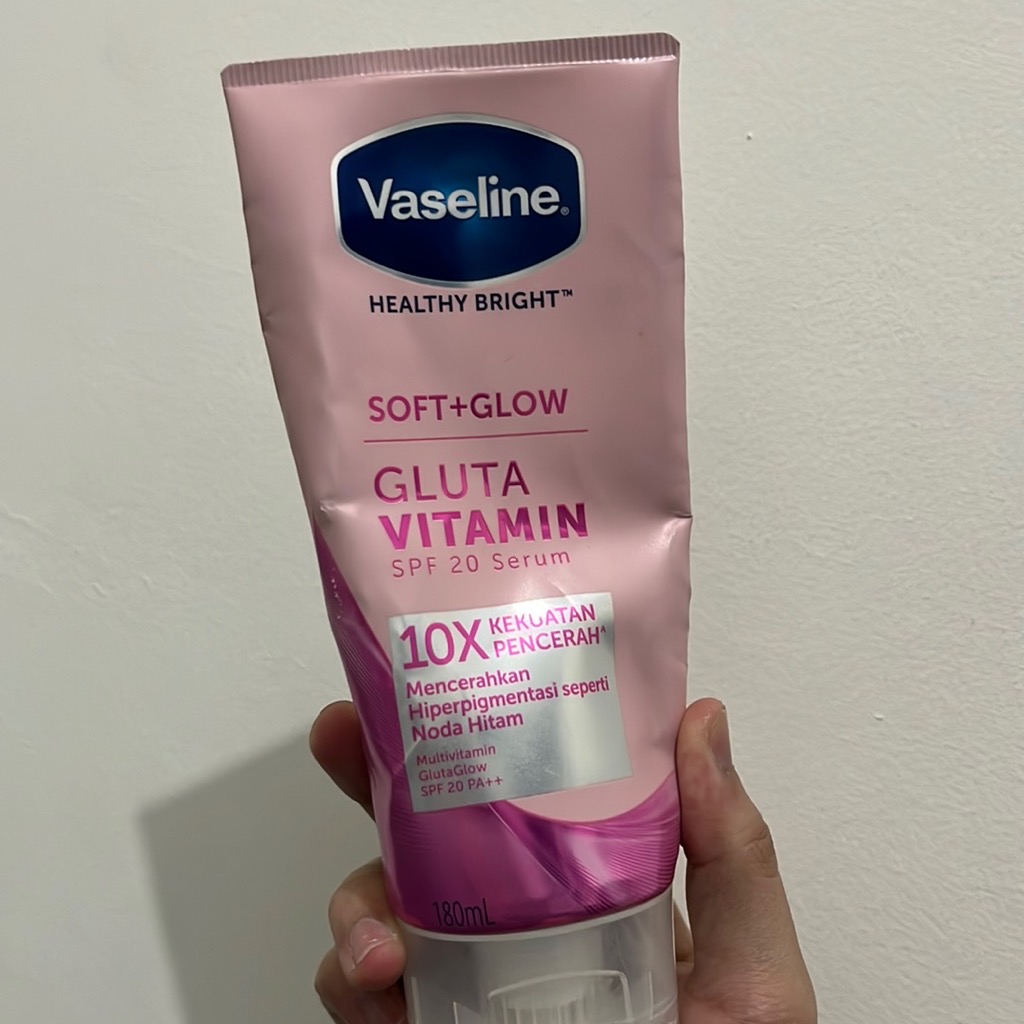 Vaseline®
HEALTHY BRIGHT™
SOFT+GLOW
GLUTA
VITAMIN
SPF 20 Serum
10X KEKUATAN
PENCERAH^
Mencerahkan
Hiperpigmentasi seperti
Noda Hitam
Multivitamin
GlutaGlow
SPF 20 PA++
180mL